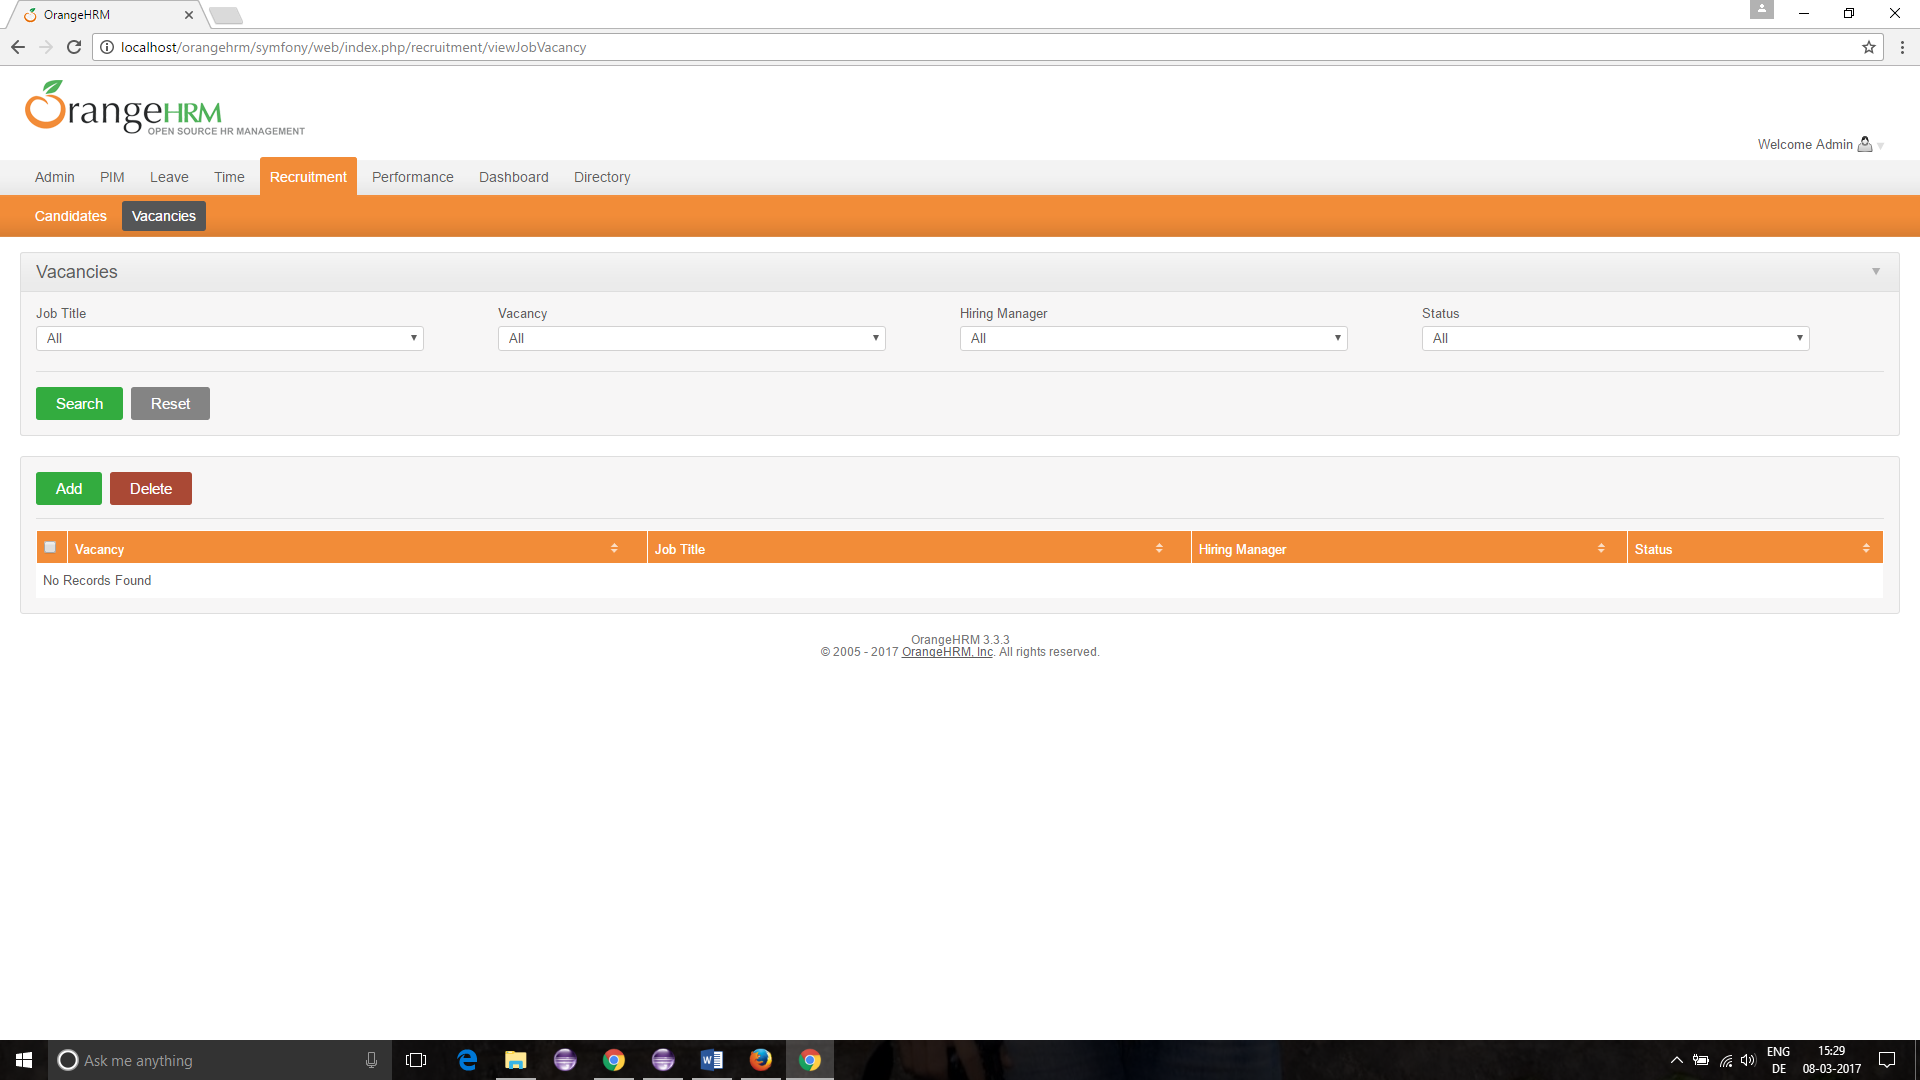 OrangeHRM
localhost/orangehrm/symfony/web/index.php/recruitment/viewJobVacancy
OrangeHRM
OPEN SOURCE HR MANAGEMENT
Welcome Admin
Admin PIM Leave Time Recruitment Performance Dashboard Directory
Candidates Vacancies
Vacancies
Job Title Vacancy Hiring Manager Status
All All All All
Search Reset
Add Delete
Vacancy Job Title Hiring Manager Status
No Records Found
OrangeHRM 3.3.3
© 2005 - 2017 OrangeHRM, Inc. All rights reserved.
Ask me anything
ENG 15:29
DE 08-03-2017